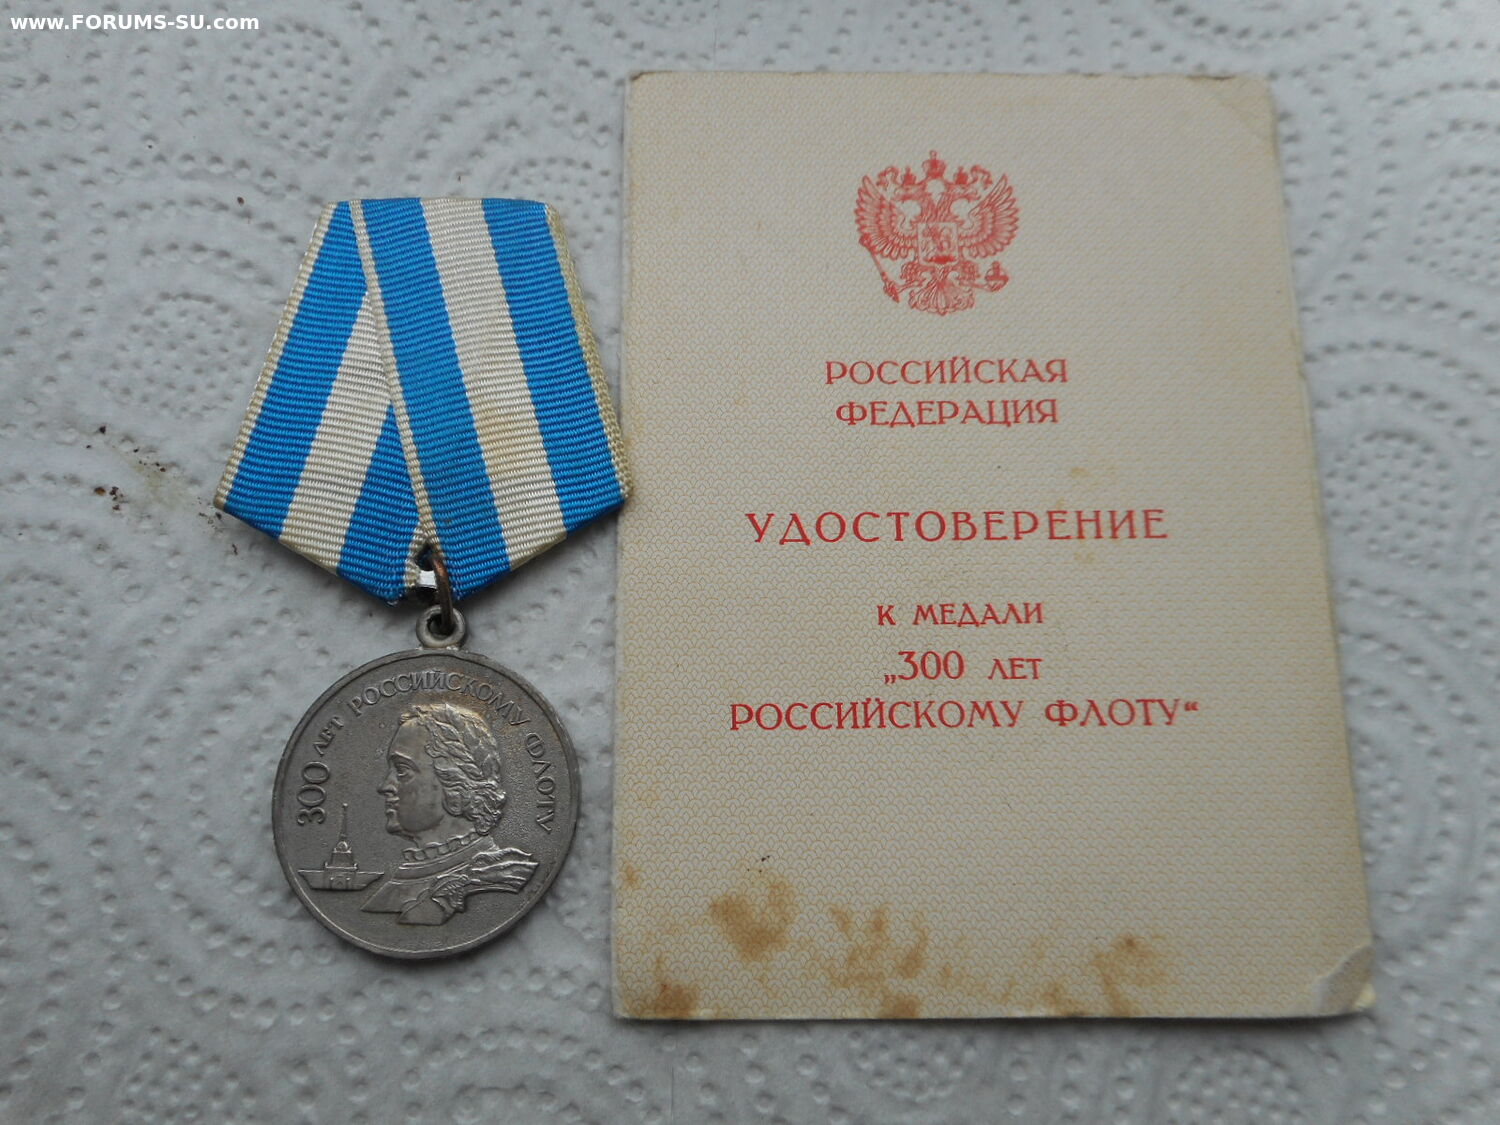 www.FORUMS-SU.com
300 ЛЕТ РОССИЙСКОМУ ФЛОТУ
РОССИЙСКАЯ
ФЕДЕРАЦИЯ
УДОСТОВЕРЕНИЕ
К МЕДАЛИ
„300 ЛЕТ
РОССИЙСКОМУ ФЛОТУ“